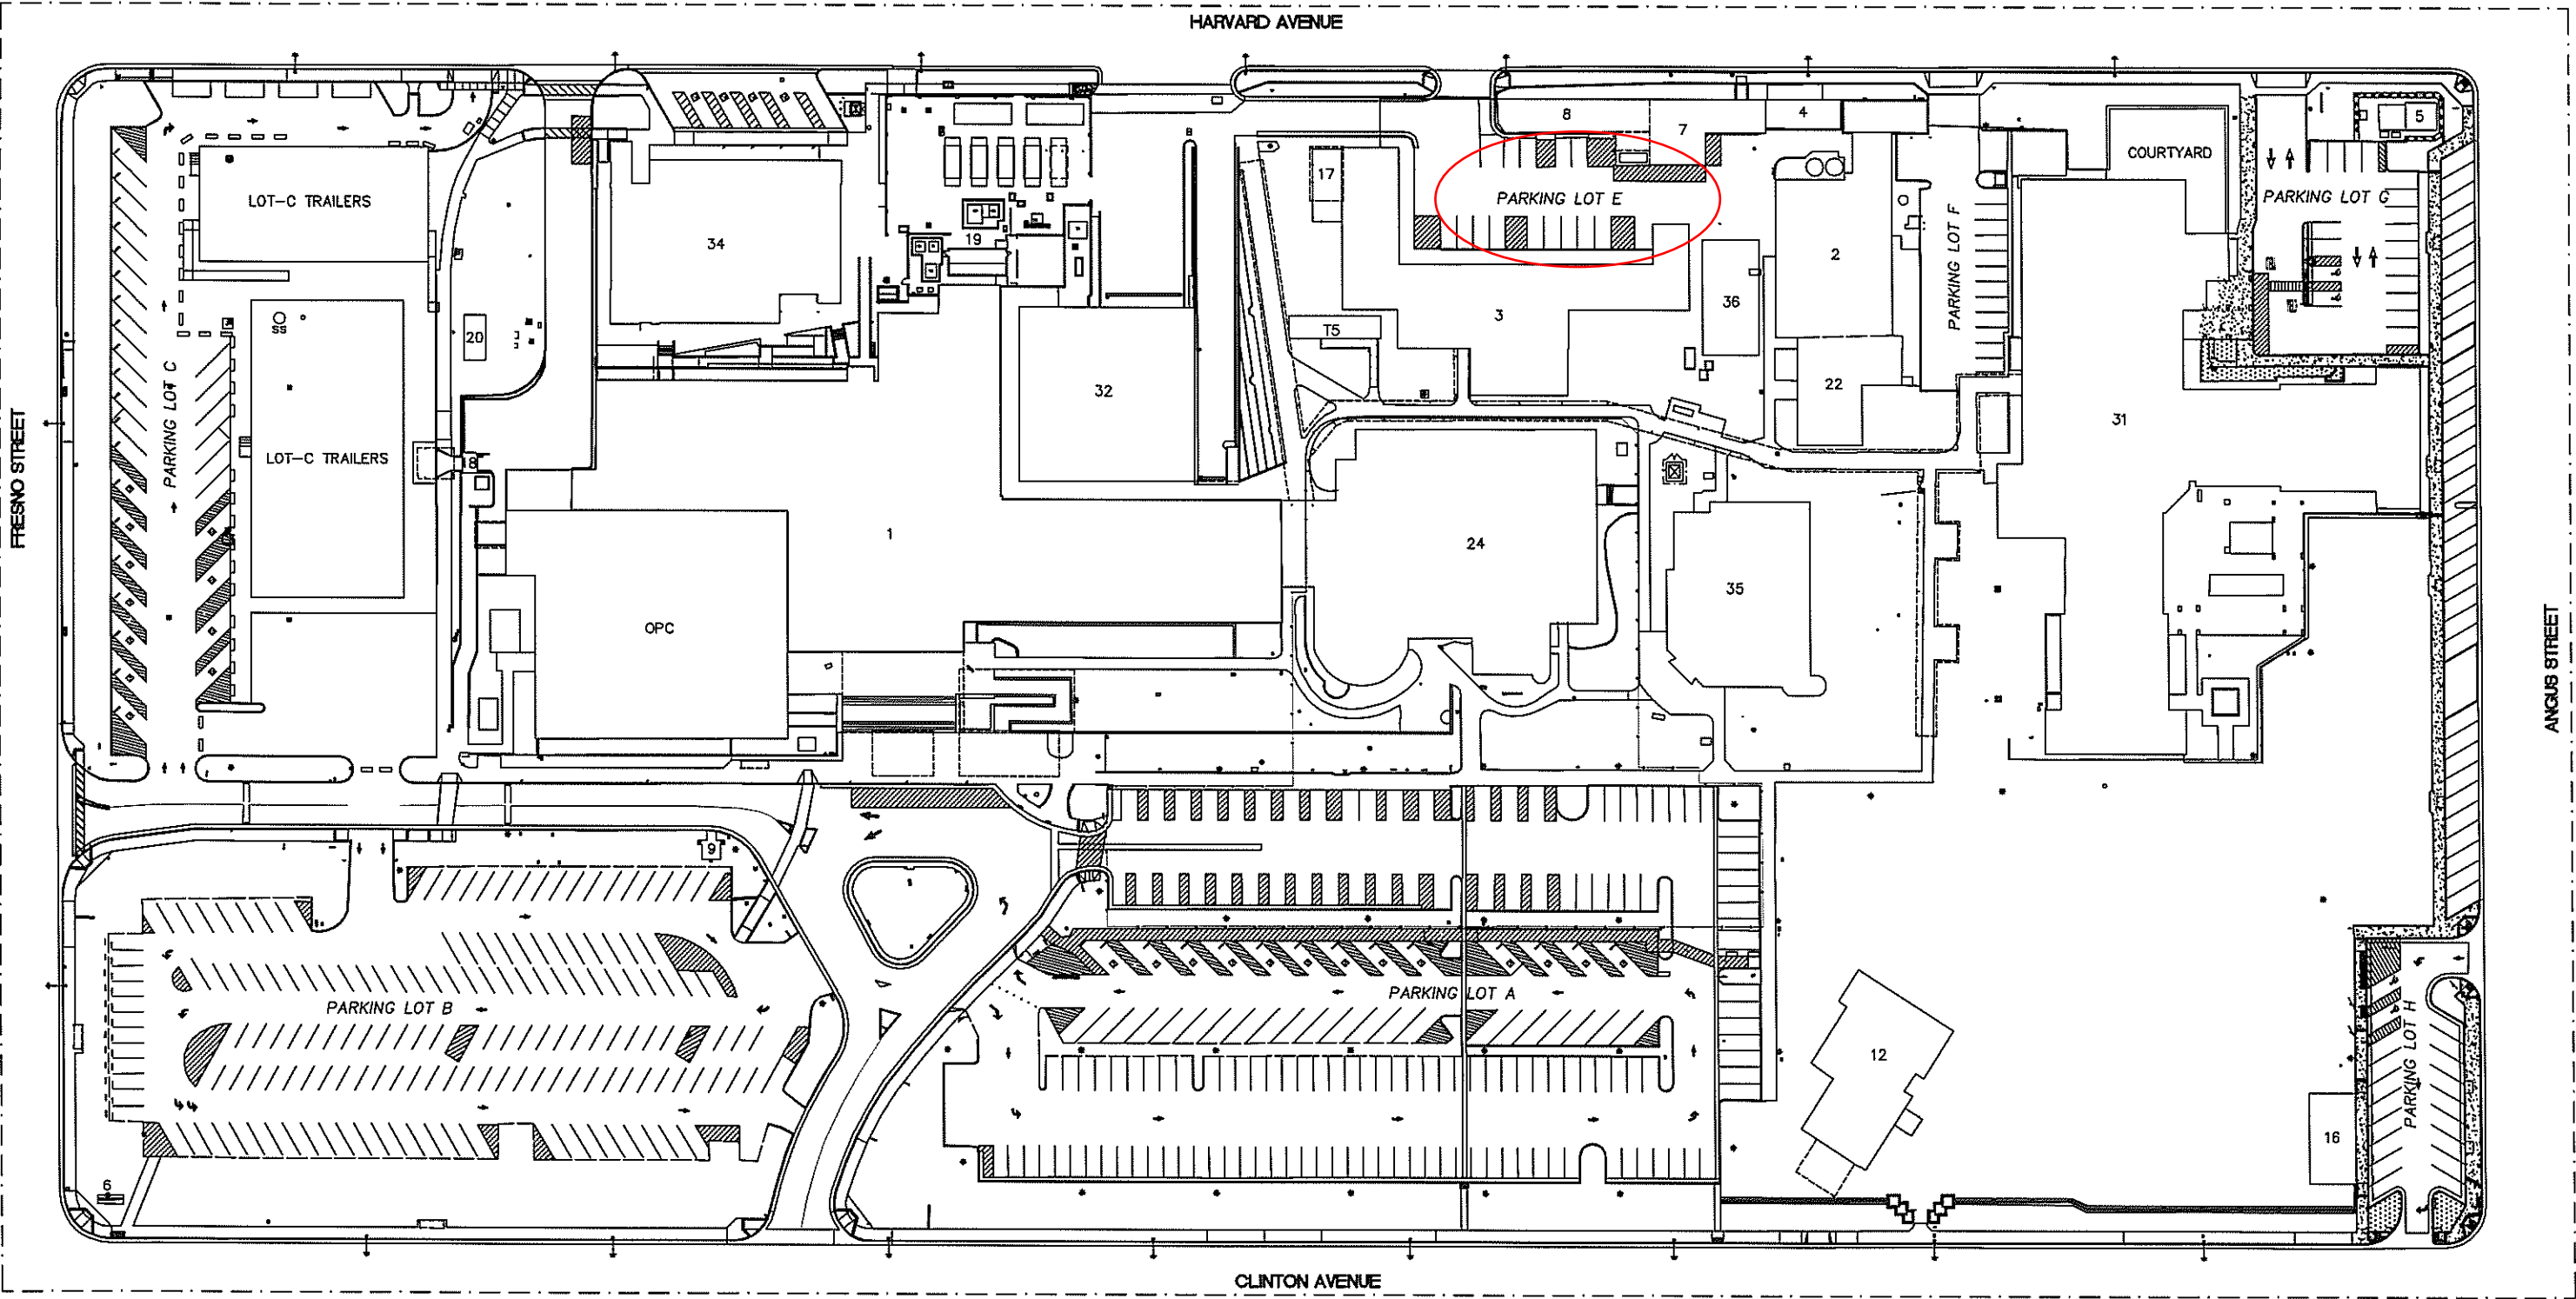 HARVARD AVENUE
8
7
4
5
COURTYARD
17
PARKING LOT E
PARKING LOT G
LOT-C TRAILERS
34
19
2
PARKING LOT F
36
3
T5
SS
20
22
32
31
PARKING LOT C
FRESNO STREET
LOT-C TRAILERS
18
1
24
35
OPC
ANGUS STREET
9
PARKING LOT B
PARKING LOT A
12
PARKING LOT H
16
6
CLINTON AVENUE